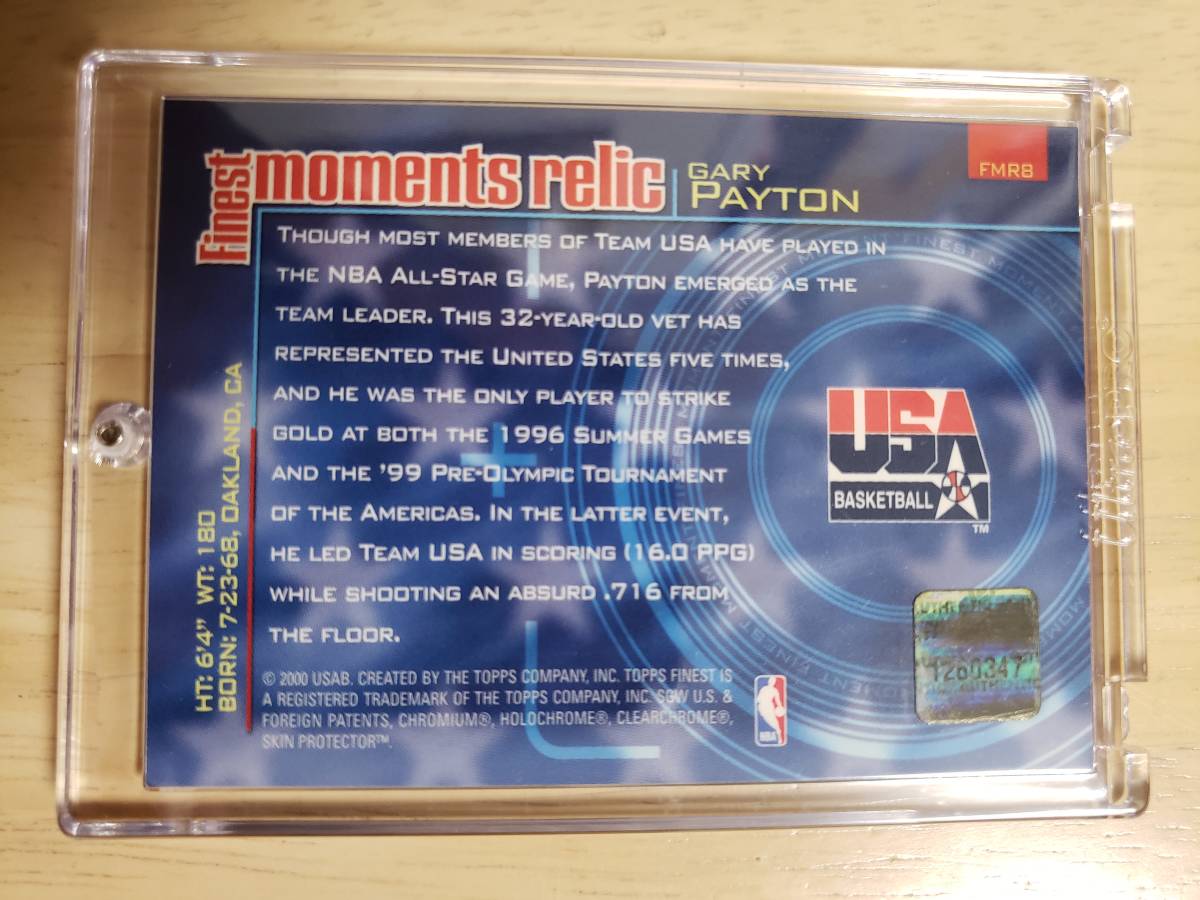 Finest
moments relic
GARY
PAYTON
FMR8
THOUGH MOST MEMBERS OF TEAM USA HAVE PLAYED IN
THE NBA ALL-STAR GAME, PAYTON EMERGED AS THE
TEAM LEADER. THIS 32-YEAR-OLD VET HAS
REPRESENTED THE UNITED STATES FIVE TIMES,
AND HE WAS THE ONLY PLAYER TO STRIKE
GOLD AT BOTH THE 1996 SUMMER GAMES
AND THE '99 PRE-OLYMPIC TOURNAMENT
OF THE AMERICAS. IN THE LATTER EVENT,
HE LED TEAM USA IN SCORING (16.0 PPG)
WHILE SHOOTING AN ABSURD .716 FROM
THE FLOOR.
HT: 6'4" WT: 180
BORN: 7-23-68, OAKLAND, CA
USA
BASKETBALL
TM
1260347
© 2000 USAB. CREATED BY THE TOPPS COMPANY, INC. TOPPS FINEST IS
A REGISTERED TRADEMARK OF THE TOPPS COMPANY, INC. SGW U.S. &
FOREIGN PATENTS, CHROMIUM®, HOLOCHROME®, CLEARCHROME®,
SKIN PROTECTOR™.
NBA